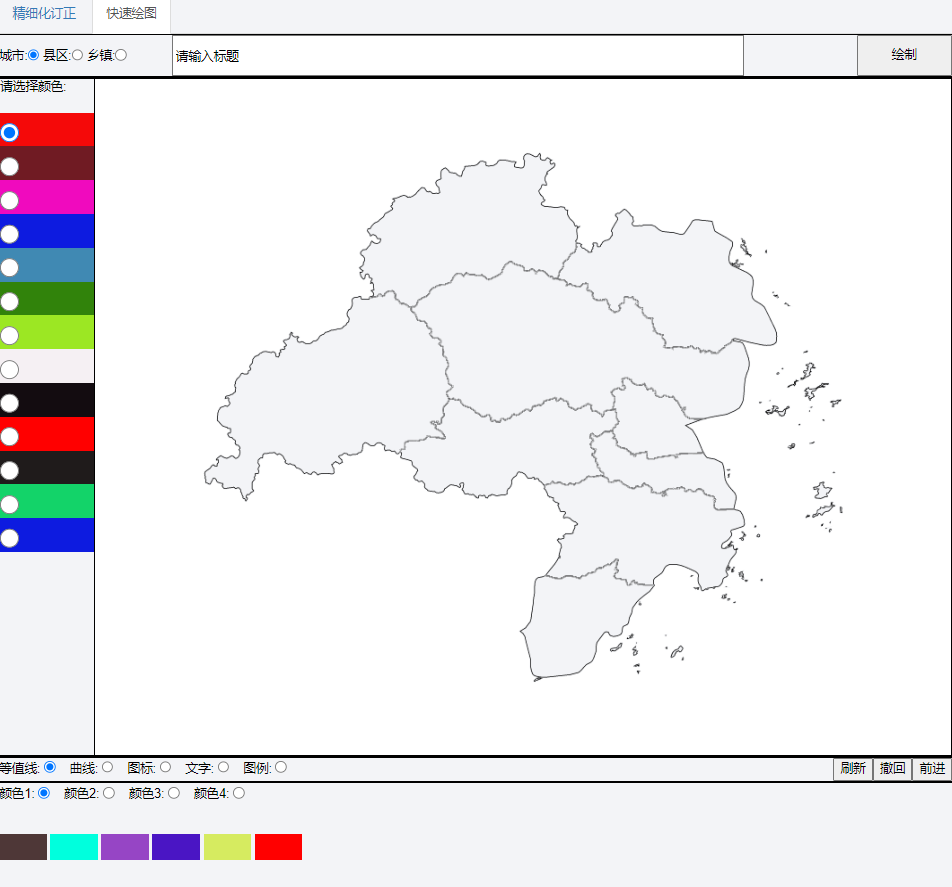 精细化订正 快速绘图
城市: 县区: 乡镇: 请输入标题 绘制
请选择颜色:
等值线: 曲线: 图标: 文字: 图例: 刷新 撤回 前进
颜色1: 颜色2: 颜色3: 颜色4: